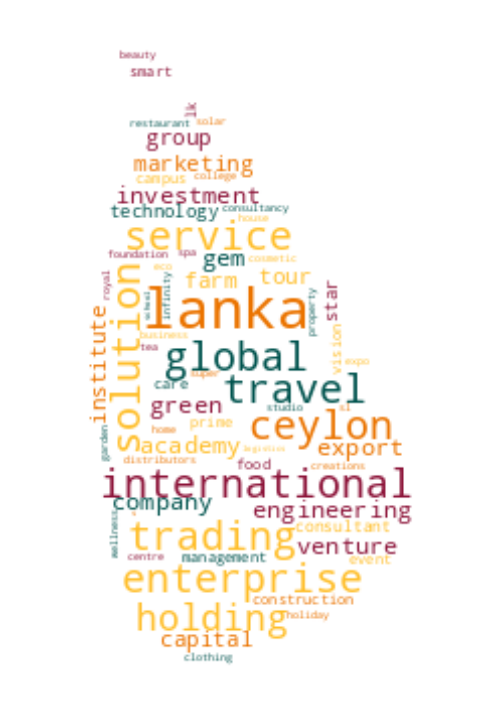 beauty
smart
lk
restaurant solar
group
marketing
campus college
investment
technology consultancy
house
service
foundation spa gem cosmetic
eco
royal school infinity farm tour
solution lanka property star
institute business
tea global vision expo
care super travel
green studio sl
garden home prime ceylon
academy logistics export
distributors food creations
international
company engineering
wellness trading consultant
venture
centre management event
enterprise
construction
holding holiday
capital
clothing